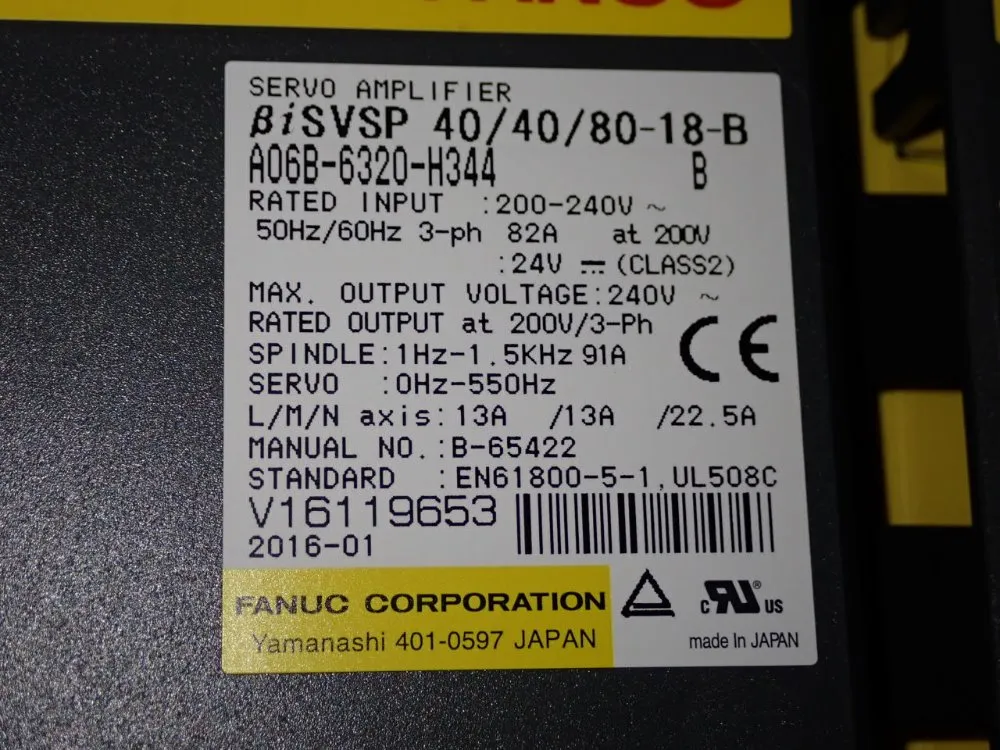 FANUC
SERVO AMPLIFIER
βiSVSP 40/40/80-18-B
A06B-6320-H344 B
RATED INPUT :200-240V ~
50Hz/60Hz 3-ph 82A at 200V
:24V ⎓ (CLASS2)
MAX. OUTPUT VOLTAGE:240V ~
RATED OUTPUT at 200V/3-Ph
SPINDLE:1Hz-1.5KHz 91A
SERVO :0Hz-550Hz
L/M/N axis:13A /13A /22.5A
MANUAL NO.:B-65422
STANDARD :EN61800-5-1,UL508C
CE
V16119653
2016-01
FANUC CORPORATION
Yamanashi 401-0597 JAPAN
c RU ® US
made In JAPAN